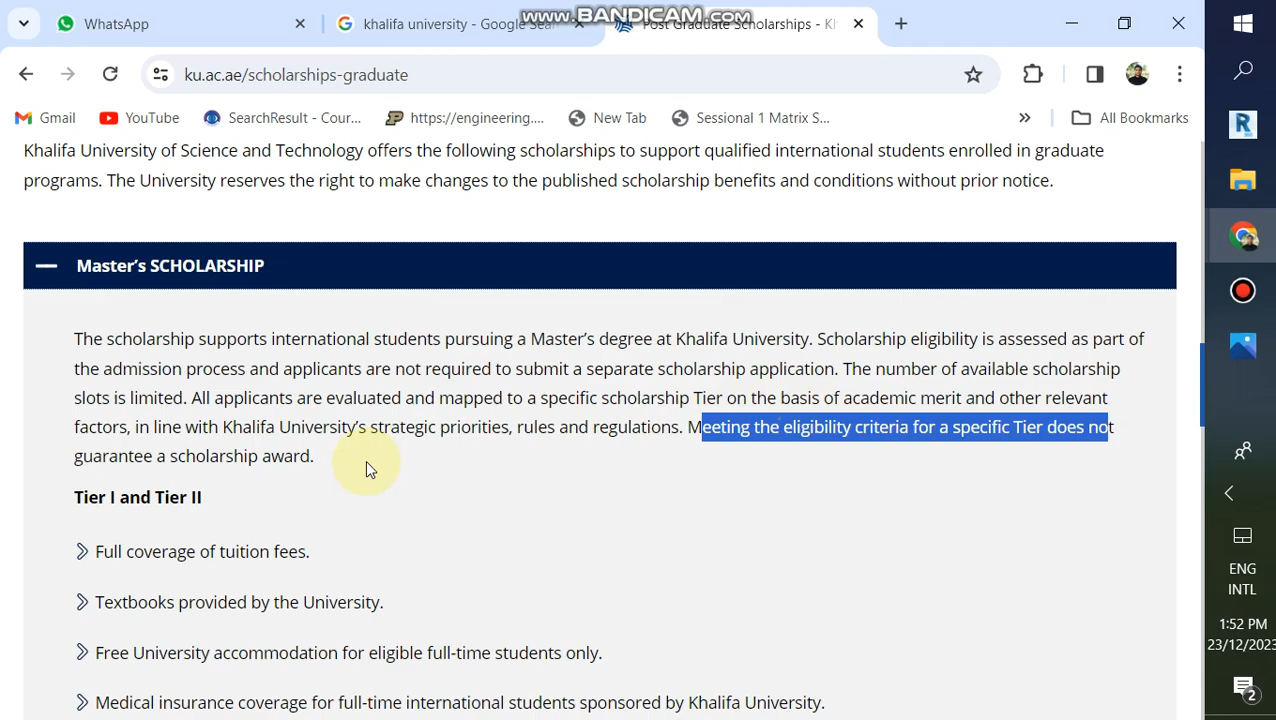 www.BANDICAM.com
WhatsApp
khalifa university - Google Sea
Post Graduate Scholarships - K
ku.ac.ae/scholarships-graduate
Gmail
YouTube
SearchResult - Cour...
https://engineering....
New Tab
Sessional 1 Matrix S...
»
All Bookmarks
Khalifa University of Science and Technology offers the following scholarships to support qualified international students enrolled in graduate
programs. The University reserves the right to make changes to the published scholarship benefits and conditions without prior notice.
Master’s SCHOLARSHIP
The scholarship supports international students pursuing a Master’s degree at Khalifa University. Scholarship eligibility is assessed as part of
the admission process and applicants are not required to submit a separate scholarship application. The number of available scholarship
slots is limited. All applicants are evaluated and mapped to a specific scholarship Tier on the basis of academic merit and other relevant
factors, in line with Khalifa University’s strategic priorities, rules and regulations. Meeting the eligibility criteria for a specific Tier does not
guarantee a scholarship award.
Tier I and Tier II
Full coverage of tuition fees.
Textbooks provided by the University.
Free University accommodation for eligible full-time students only.
Medical insurance coverage for full-time international students sponsored by Khalifa University.
R
360
ENG
INTL
1:52 PM
23/12/2023
2